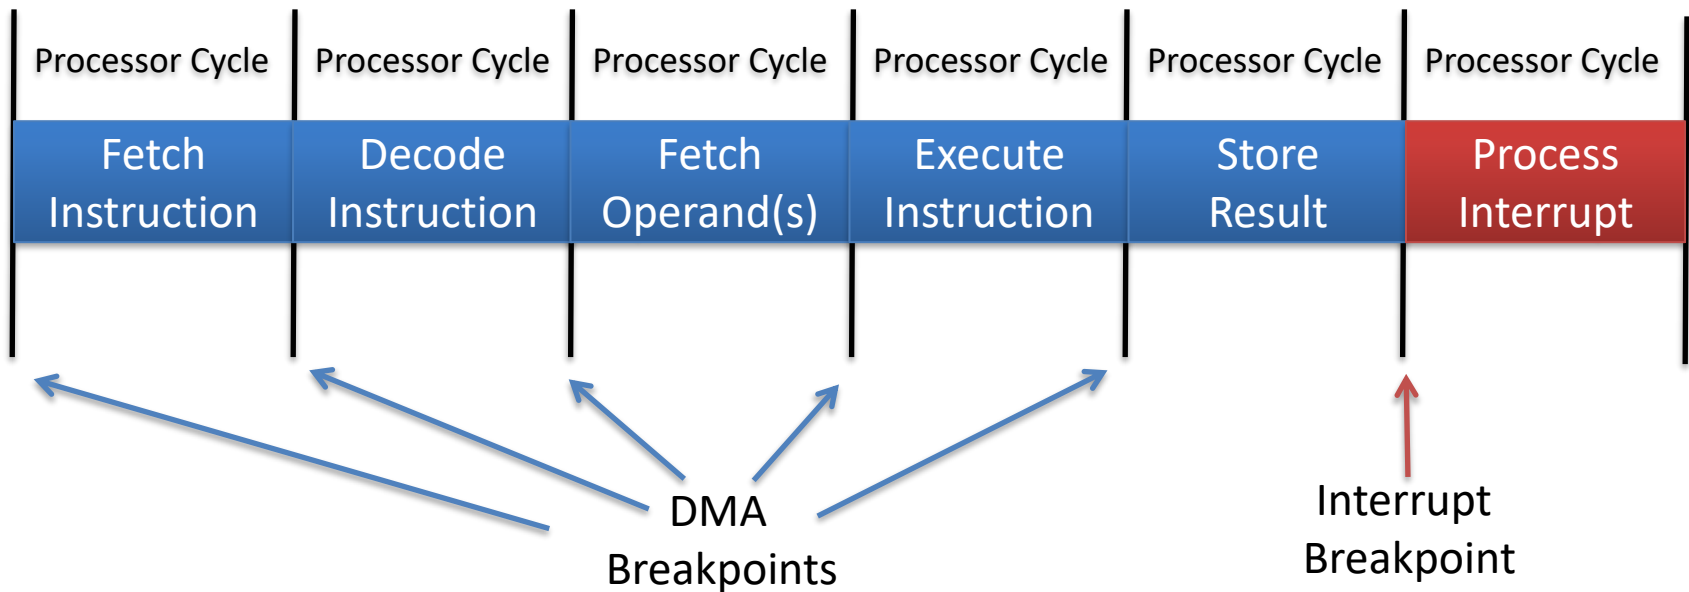 Processor Cycle Processor Cycle Processor Cycle Processor Cycle Processor Cycle Processor Cycle
Fetch Decode Fetch Execute Store Process
Instruction Instruction Operand(s) Instruction Result Interrupt
DMA
Breakpoints
Interrupt
Breakpoint